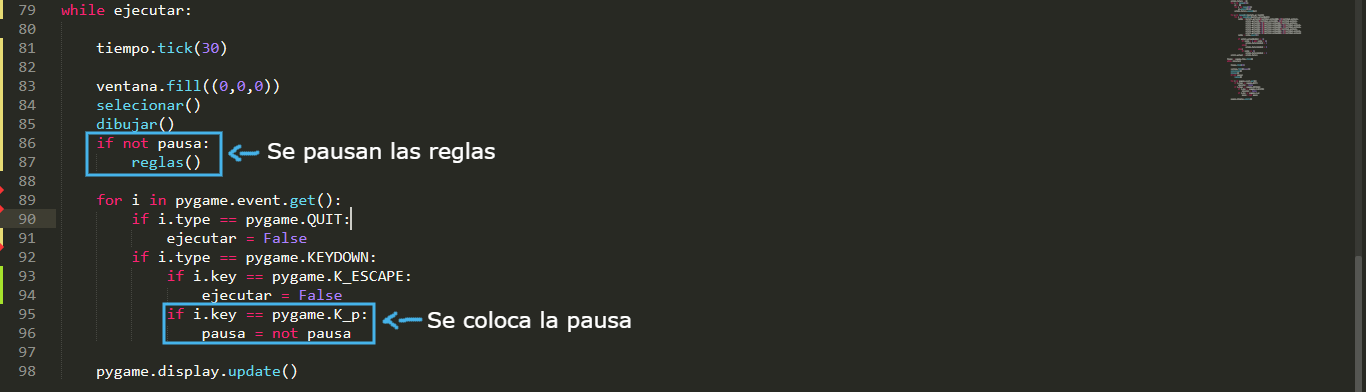 79 while ejecutar:
80
81     tiempo.tick(30)
82
83     ventana.fill((0,0,0))
84     selecionar()
85     dibujar()
86     if not pausa:
Se pausan las reglas
87         reglas()
88
89     for i in pygame.event.get():
90         if i.type == pygame.QUIT:
91             ejecutar = False
92         if i.type == pygame.KEYDOWN:
93             if i.key == pygame.K_ESCAPE:
94                 ejecutar = False
95             if i.key == pygame.K_p:
Se coloca la pausa
96                 pausa = not pausa
97
98     pygame.display.update()